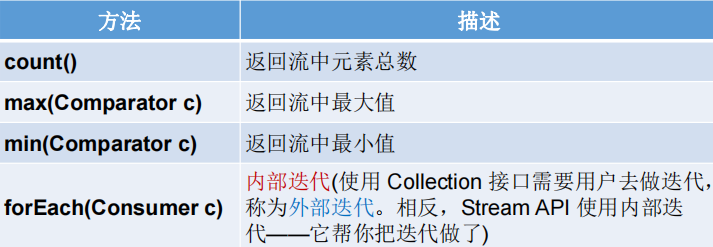 方法 描述
count() 返回流中元素总数
max(Comparator c) 返回流中最大值
min(Comparator c) 返回流中最小值
forEach(Consumer c) 内部迭代(使用 Collection 接口需要用户去做迭代，
称为外部迭代。相反，Stream API 使用内部迭
代——它帮你把迭代做了)